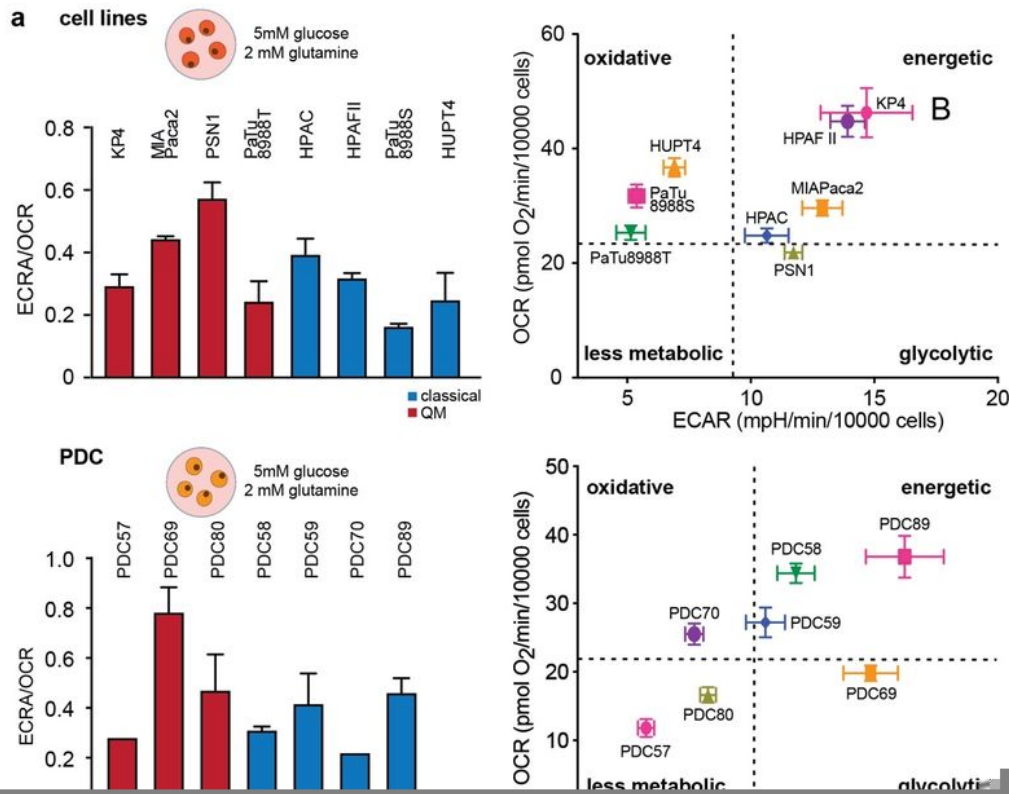 a
cell lines
5mM glucose
2 mM glutamine
KP4
MIA
Paca2
PSN1
PaTu
8988T
HPAC
HPAFII
PaTu
8988S
HUPT4
ECRA/OCR
0.8
0.6
0.4
0.2
0
classical
QM
OCR (pmol O2/min/10000 cells)
60
40
20
0
oxidative
energetic
KP4
B
HPAF II
HUPT4
PaTu
8988S
MIAPaca2
HPAC
PaTu8988T
PSN1
less metabolic
glycolytic
5
10
15
20
ECAR (mpH/min/10000 cells)
PDC
5mM glucose
2 mM glutamine
PDC57
PDC69
PDC80
PDC58
PDC59
PDC70
PDC89
ECRA/OCR
1.0
0.8
0.6
0.4
0.2
OCR (pmol O2/min/10000 cells)
50
40
30
20
10
oxidative
energetic
PDC89
PDC58
PDC70
PDC59
PDC69
PDC80
PDC57
less metabolic
glycolytic